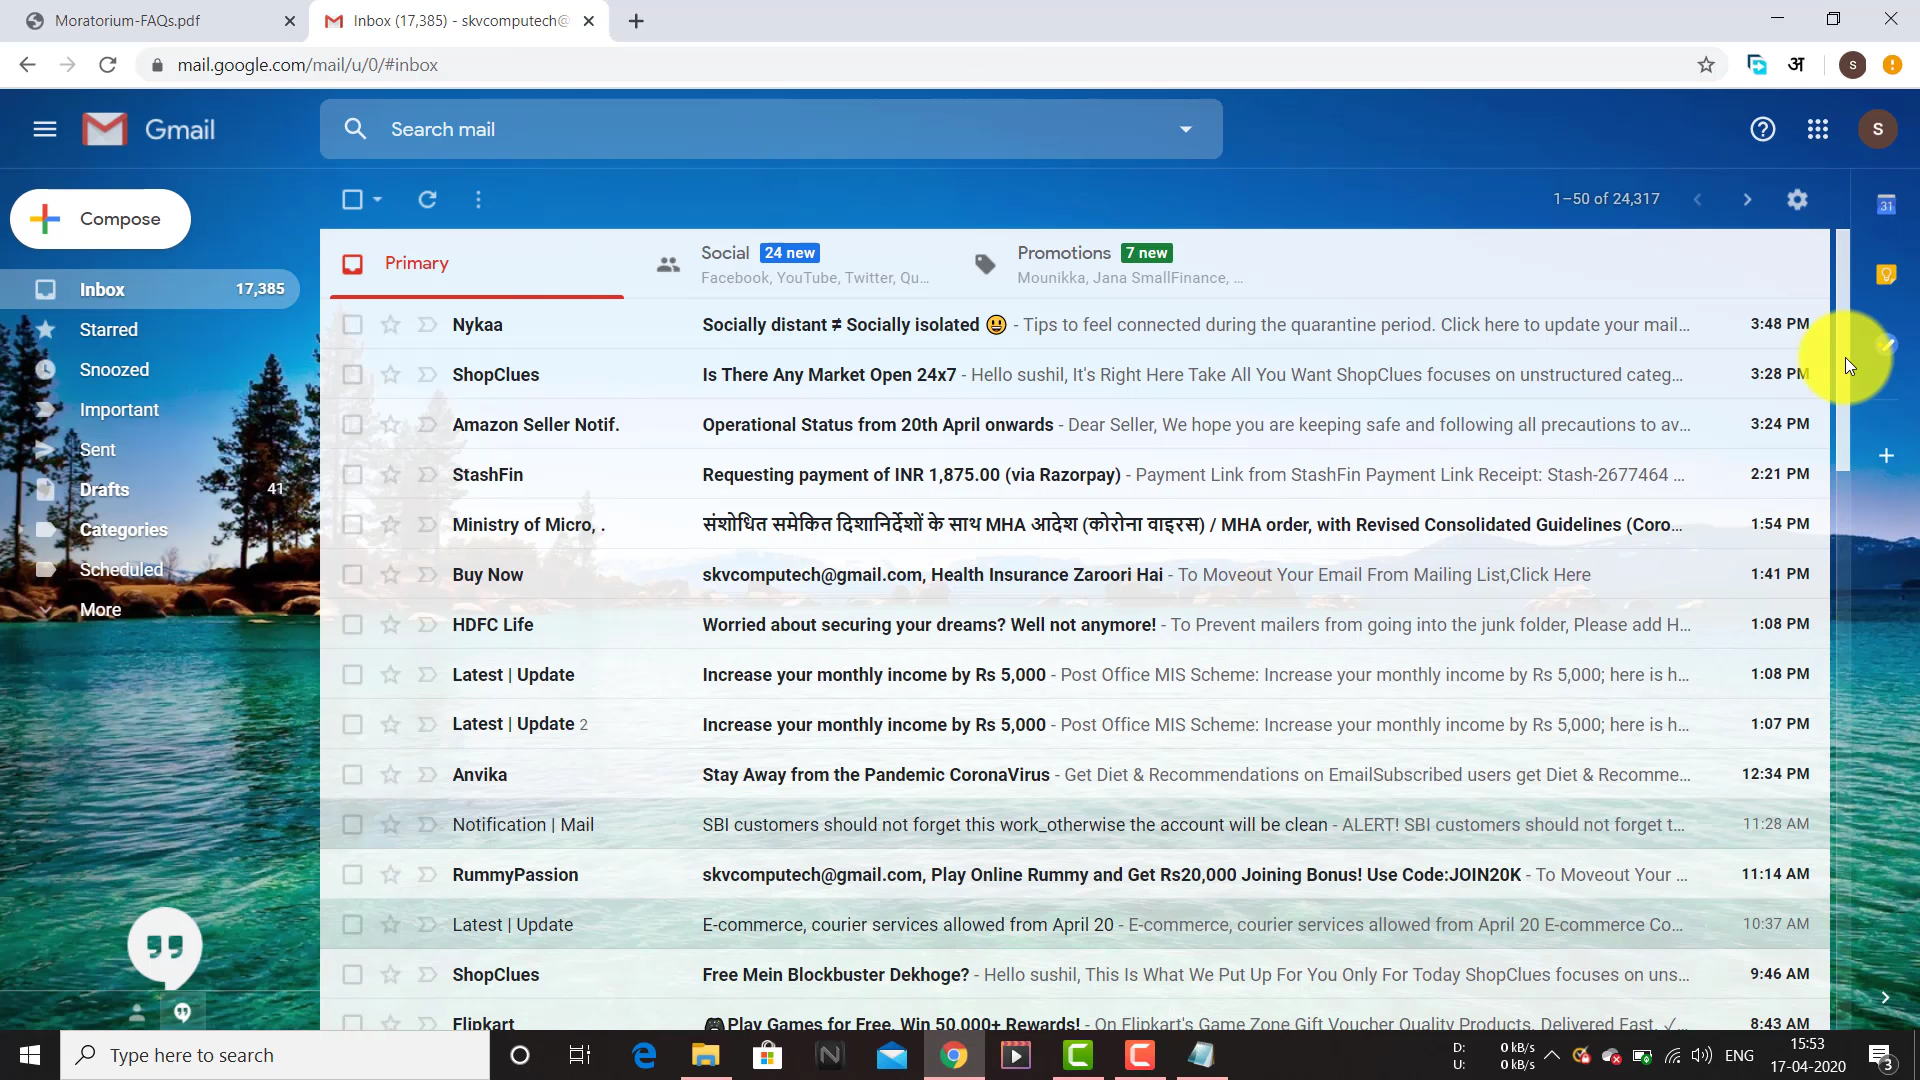 Moratorium-FAQs.pdf
Inbox (17,385) - skvcomputech@
mail.google.com/mail/u/0/#inbox
अ
s
Gmail
Search mail
S
Compose
1–50 of 24,317
31
Primary
Social 24 new
Facebook, YouTube, Twitter, Qu...
Promotions 7 new
Mounikka, Jana SmallFinance, ...
Inbox 17,385
Starred
Snoozed
Important
Sent
Drafts 41
Categories
Scheduled
More
Nykaa Socially distant ≠ Socially isolated 😃 - Tips to feel connected during the quarantine period. Click here to update your mail... 3:48 PM
ShopClues Is There Any Market Open 24x7 - Hello sushil, It's Right Here Take All You Want ShopClues focuses on unstructured categ... 3:28 PM
Amazon Seller Notif. Operational Status from 20th April onwards - Dear Seller, We hope you are keeping safe and following all precautions to av... 3:24 PM
StashFin Requesting payment of INR 1,875.00 (via Razorpay) - Payment Link from StashFin Payment Link Receipt: Stash-2677464 ... 2:21 PM
Ministry of Micro, . संशोधित समेकित दिशानिर्देशों के साथ MHA आदेश (कोरोना वाइरस) / MHA order, with Revised Consolidated Guidelines (Coro... 1:54 PM
Buy Now skvcomputech@gmail.com, Health Insurance Zaroori Hai - To Moveout Your Email From Mailing List,Click Here 1:41 PM
HDFC Life Worried about securing your dreams? Well not anymore! - To Prevent mailers from going into the junk folder, Please add H... 1:08 PM
Latest | Update Increase your monthly income by Rs 5,000 - Post Office MIS Scheme: Increase your monthly income by Rs 5,000; here is h... 1:08 PM
Latest | Update 2 Increase your monthly income by Rs 5,000 - Post Office MIS Scheme: Increase your monthly income by Rs 5,000; here is h... 1:07 PM
Anvika Stay Away from the Pandemic CoronaVirus - Get Diet & Recommendations on EmailSubscribed users get Diet & Recomme... 12:34 PM
Notification | Mail SBI customers should not forget this work_otherwise the account will be clean - ALERT! SBI customers should not forget t... 11:28 AM
RummyPassion skvcomputech@gmail.com, Play Online Rummy and Get Rs20,000 Joining Bonus! Use Code:JOIN20K - To Moveout Your ... 11:14 AM
Latest | Update E-commerce, courier services allowed from April 20 - E-commerce, courier services allowed from April 20 E-commerce Co... 10:37 AM
ShopClues Free Mein Blockbuster Dekhoge? - Hello sushil, This Is What We Put Up For You Only For Today ShopClues focuses on uns... 9:46 AM
Flipkart 🎮Play Games for Free, Win 50,000+ Rewards! - On Flipkart's Game Zone Gift Voucher Quality Products, Delivered Fast, ✓... 8:43 AM
Type here to search
D: 0 kB/s
U: 0 kB/s
ENG
15:53
17-04-2020
3